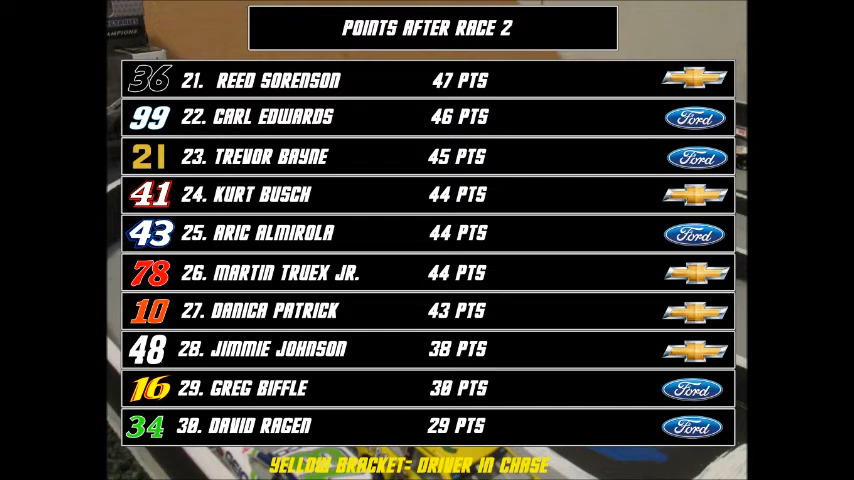 POINTS AFTER RACE 2
36 21. REED SORENSON 47 PTS
99 22. CARL EDWARDS 46 PTS Ford
21 23. TREVOR BAYNE 45 PTS Ford
41 24. KURT BUSCH 44 PTS
43 25. ARIC ALMIROLA 44 PTS Ford
78 26. MARTIN TRUEX JR. 44 PTS
10 27. DANICA PATRICK 43 PTS
48 28. JIMMIE JOHNSON 38 PTS
16 29. GREG BIFFLE 30 PTS Ford
34 30. DAVID RAGEN 29 PTS Ford
YELLOW BRACKET= DRIVER IN CHASE